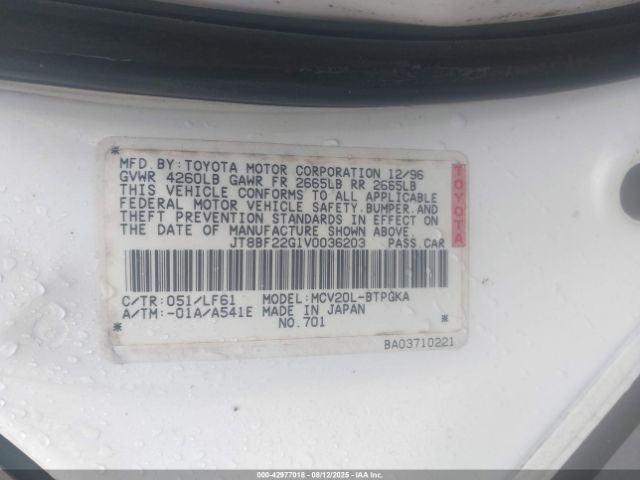 MFD. BY: TOYOTA MOTOR CORPORATION 12/96
GVWR 4260LB GAWR FR 2665LB RR 2665LB
THIS VEHICLE CONFORMS TO ALL APPLICABLE
FEDERAL MOTOR VEHICLE SAFETY, BUMPER, AND
THEFT PREVENTION STANDARDS IN EFFECT ON
THE DATE OF MANUFACTURE SHOWN ABOVE.
JT8BF22G1V0036203 PASS.CAR
TOYOTA
C/TR: 051/LF61 MODEL: MCV20L-BTPGKA
A/TM: -01A/A541E MADE IN JAPAN
NO.701
BA03710221
000-42977018 - 08/12/2025 - IAAI.COM